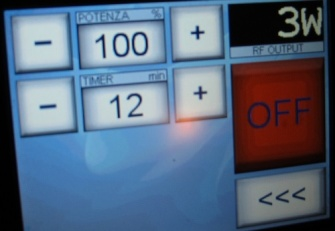 POTENZA %
- 100 +
3W
RF OUTPUT
TIMER min
- 12 +
OFF
<<<